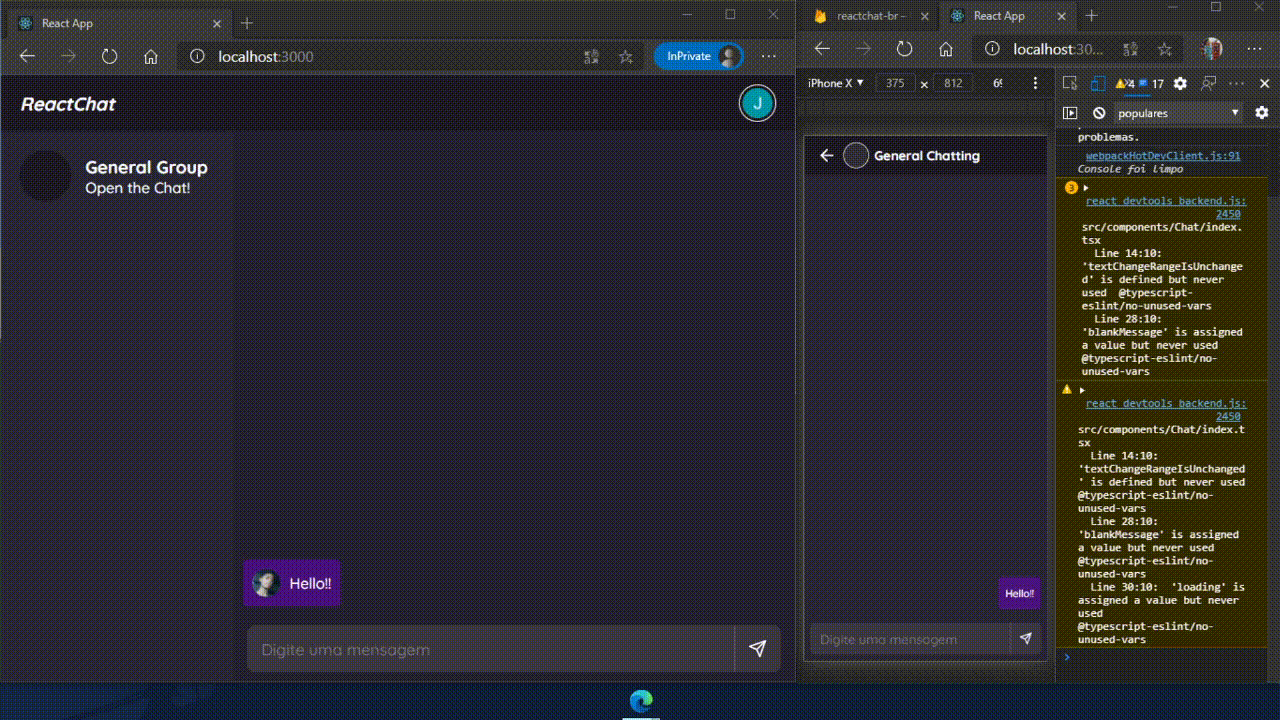 React App
localhost:3000
InPrivate
ReactChat
J
General Group
Open the Chat!
Hello!!
Digite uma mensagem
reactchat-br –
React App
localhost:30...
iPhone X
375
812
4
17
populares
General Chatting
Hello!!
Digite uma mensagem
problemas.
webpackHotDevClient.js:91
Console foi limpo
3
react devtools backend.js:
2450
src/components/Chat/index.
tsx
Line 14:10:
'textChangeRangeIsUnchange
d' is defined but never
used @typescript-
eslint/no-unused-vars
Line 28:10:
'blankMessage' is assigned
a value but never used
@typescript-eslint/no-
unused-vars
react devtools backend.js:
2450
src/components/Chat/index.t
sx
Line 14:10:
'textChangeRangeIsUnchanged
' is defined but never used
@typescript-eslint/no-
unused-vars
Line 28:10:
'blankMessage' is assigned
a value but never used
@typescript-eslint/no-
unused-vars
Line 30:10: 'loading' is
assigned a value but never
used
@typescript-eslint/no-
unused-vars